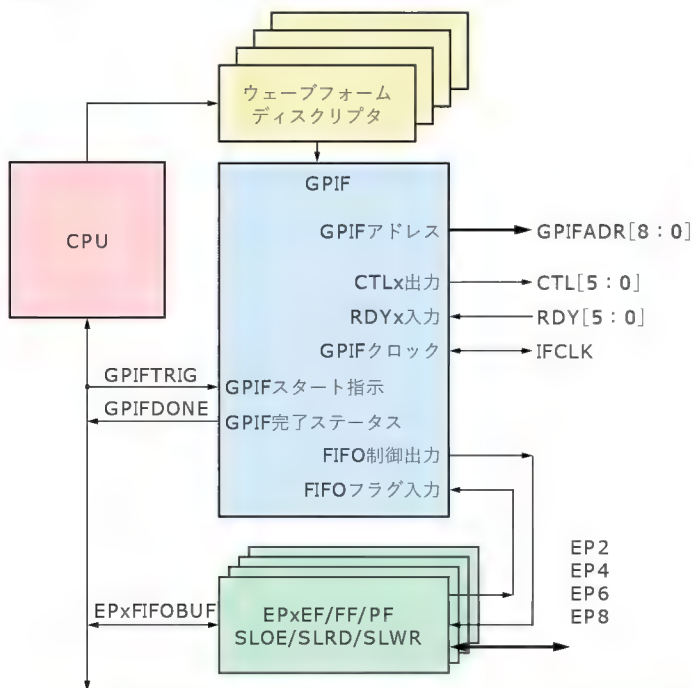 ウェーブフォーム
ディスクリプタ
CPU
GPIF
GPIFアドレス
GPIFADR[8:0]
CTLx出力
CTL[5:0]
RDYx入力
RDY[5:0]
GPIFクロック
IFCLK
GPIFTRIG
GPIFスタート指示
GPIFDONE
GPIF完了ステータス
FIFO制御出力
FIFOフラグ入力
EP2
EP4
EP6
EP8
EPxFIFOBUF
EPxEF/FF/PF
SLOE/SLRD/SLWR